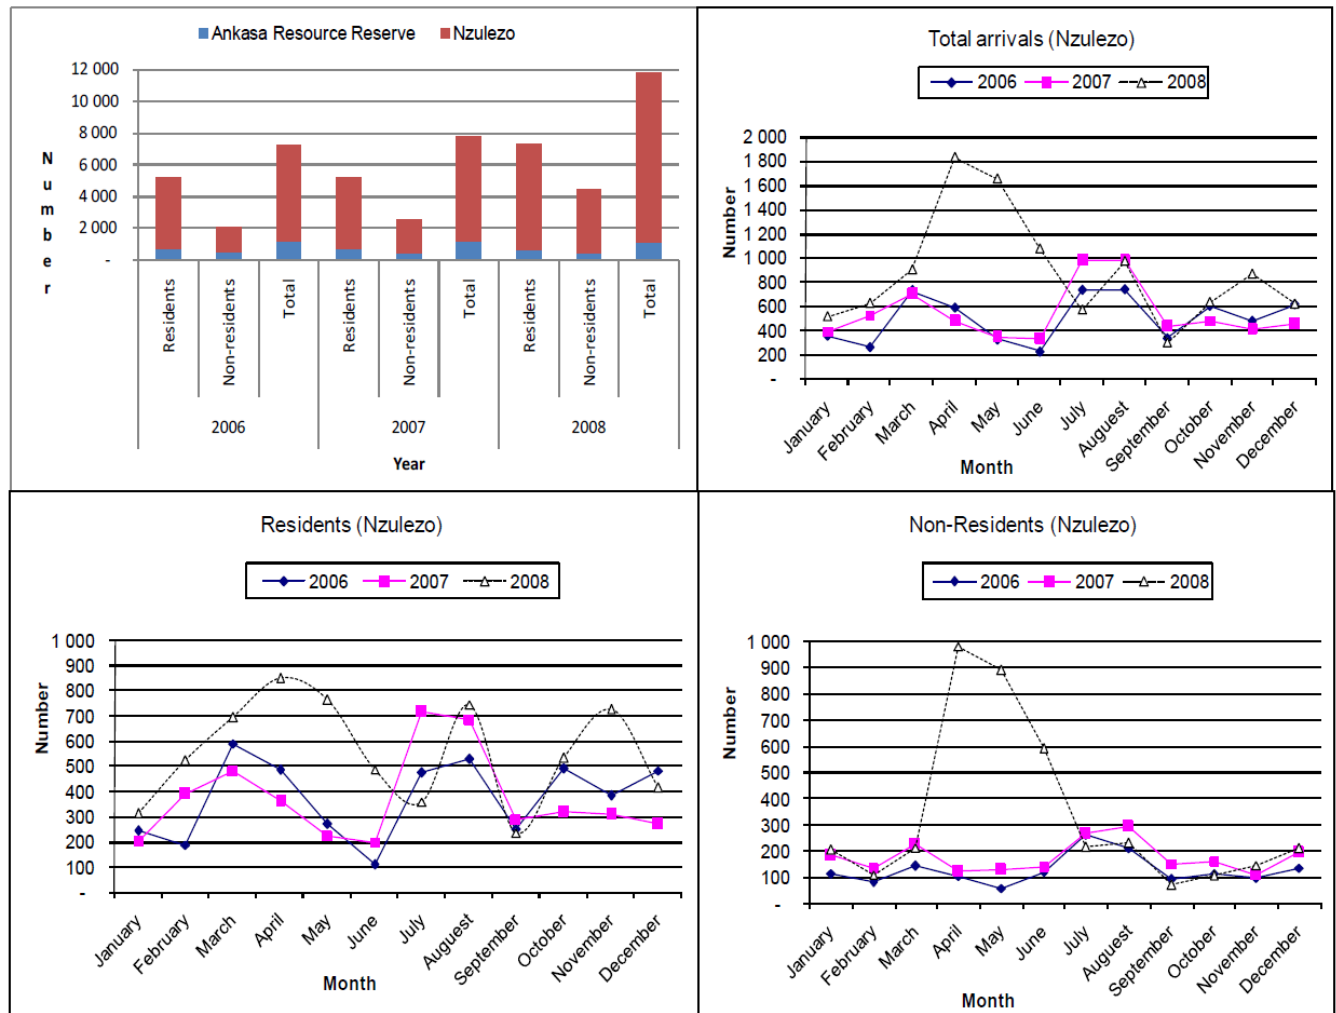 Ankasa Resource Reserve Nzulezo
12 000
10 000
8 000
6 000
4 000
2 000
-
Number
Residents
Non-residents
Total
Residents
Non-residents
Total
Residents
Non-residents
Total
2006 2007 2008
Year
Total arrivals (Nzulezo)
2006 2007 2008
2 000
1 800
1 600
1 400
1 200
1 000
800
600
400
200
-
Number
January
February
March
April
May
June
July
Auguest
September
October
November
December
Month
Residents (Nzulezo)
2006 2007 2008
1 000
900
800
700
600
500
400
300
200
100
-
Number
January
February
March
April
May
June
July
Auguest
September
October
November
December
Month
Non-Residents (Nzulezo)
2006 2007 2008
1 000
900
800
700
600
500
400
300
200
100
-
Number
January
February
March
April
May
June
July
Auguest
September
October
November
December
Month